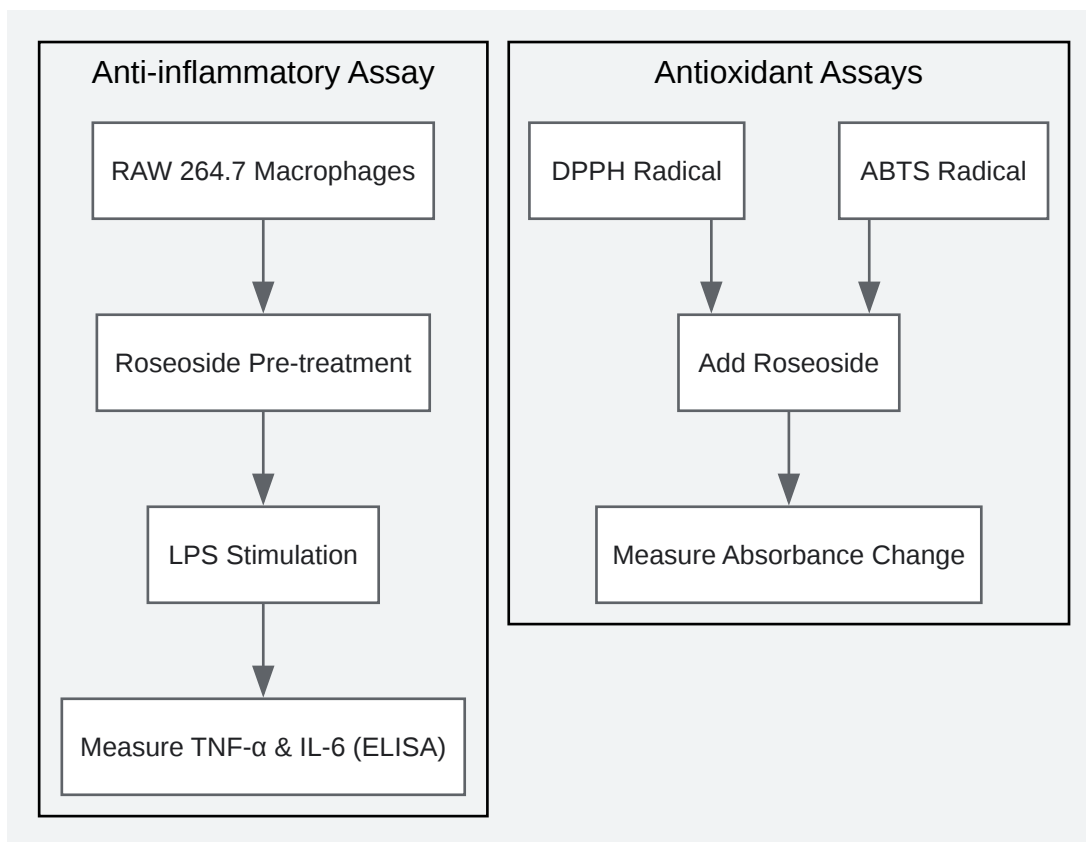 Anti-inflammatory Assay
RAW 264.7 Macrophages
Roseoside Pre-treatment
LPS Stimulation
Measure TNF-α & IL-6 (ELISA)
Antioxidant Assays
DPPH Radical
ABTS Radical
Add Roseoside
Measure Absorbance Change